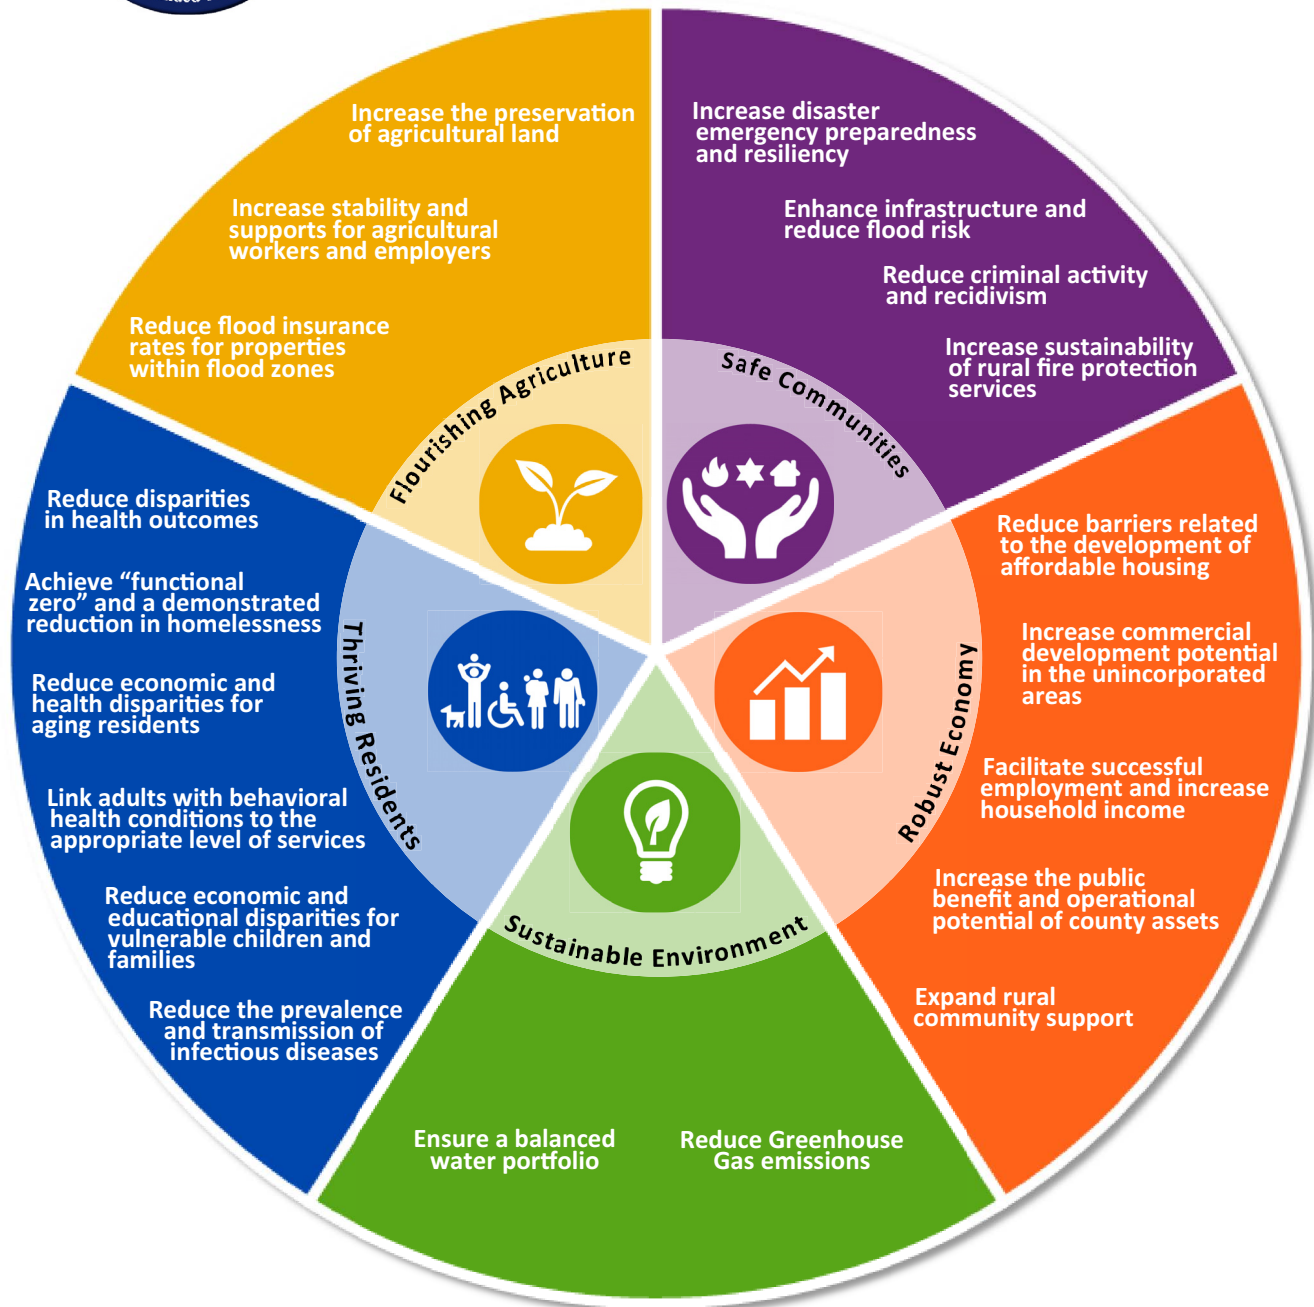 Increase the preservation
of agricultural land
Increase stability and
supports for agricultural
workers and employers
Reduce flood insurance
rates for properties
within flood zones
Flourishing Agriculture
Increase disaster
emergency preparedness
and resiliency
Enhance infrastructure and
reduce flood risk
Reduce criminal activity
and recidivism
Increase sustainability
of rural fire protection
services
Safe Communities
Reduce barriers related
to the development of
affordable housing
Increase commercial
development potential
in the unincorporated
areas
Facilitate successful
employment and increase
household income
Increase the public
benefit and operational
potential of county assets
Expand rural
community support
Robust Economy
Sustainable Environment
Ensure a balanced
water portfolio
Reduce Greenhouse
Gas emissions
Reduce disparities
in health outcomes
Achieve “functional
zero” and a demonstrated
reduction in homelessness
Reduce economic and
health disparities for
aging residents
Link adults with behavioral
health conditions to the
appropriate level of services
Reduce economic and
educational disparities for
vulnerable children and
families
Reduce the prevalence
and transmission of
infectious diseases
Thriving Residents